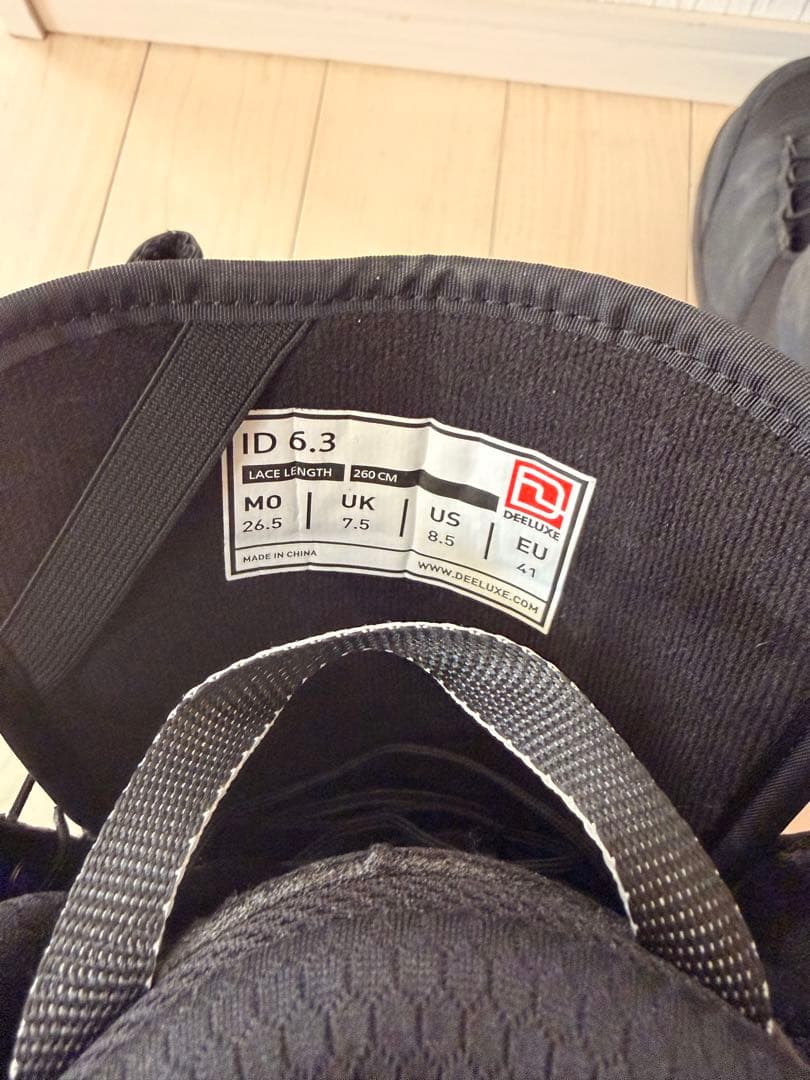 ID 6.3
LACE LENGTH 260 CM
MO UK US EU
26.5 7.5 8.5 41
DEELUXE
MADE IN CHINA
WWW.DEELUXE.COM